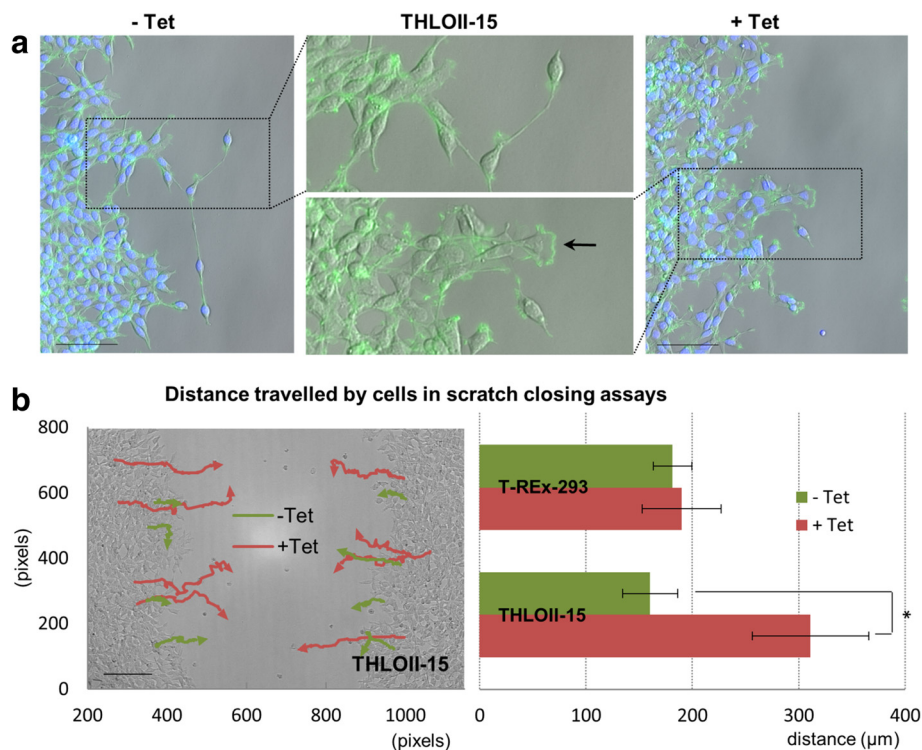 - Tet
THLOII-15
+ Tet
a
b
Distance travelled by cells in scratch closing assays
800
600
400
200
0
(pixels)
-Tet
+Tet
THLOII-15
200
400
600
800
1000
(pixels)
T-REx-293
THLOII-15
- Tet
+ Tet
*
0
100
200
300
400
distance (µm)